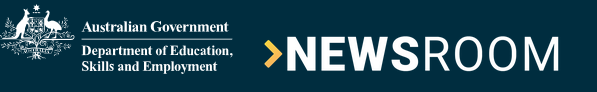 Australian Government
Department of Education,
Skills and Employment
NEWSROOM